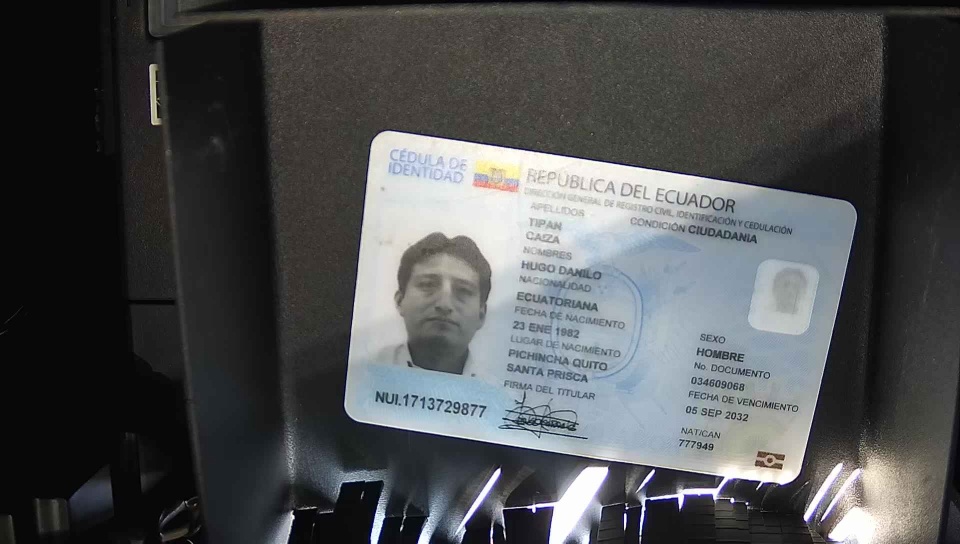 CÉDULA DE
IDENTIDAD
REPÚBLICA DEL ECUADOR
DIRECCIÓN GENERAL DE REGISTRO CIVIL, IDENTIFICACIÓN Y CEDULACIÓN
APELLIDOS
CONDICIÓN CIUDADANIA
TIPAN
CAIZA
NOMBRES
HUGO DANILO
NACIONALIDAD
ECUATORIANA
FECHA DE NACIMIENTO
23 ENE 1982
LUGAR DE NACIMIENTO
PICHINCHA QUITO
SANTA PRISCA
FIRMA DEL TITULAR
SEXO
HOMBRE
No. DOCUMENTO
034609068
FECHA DE VENCIMIENTO
05 SEP 2032
NATICAN
777949
NUI.1713729877